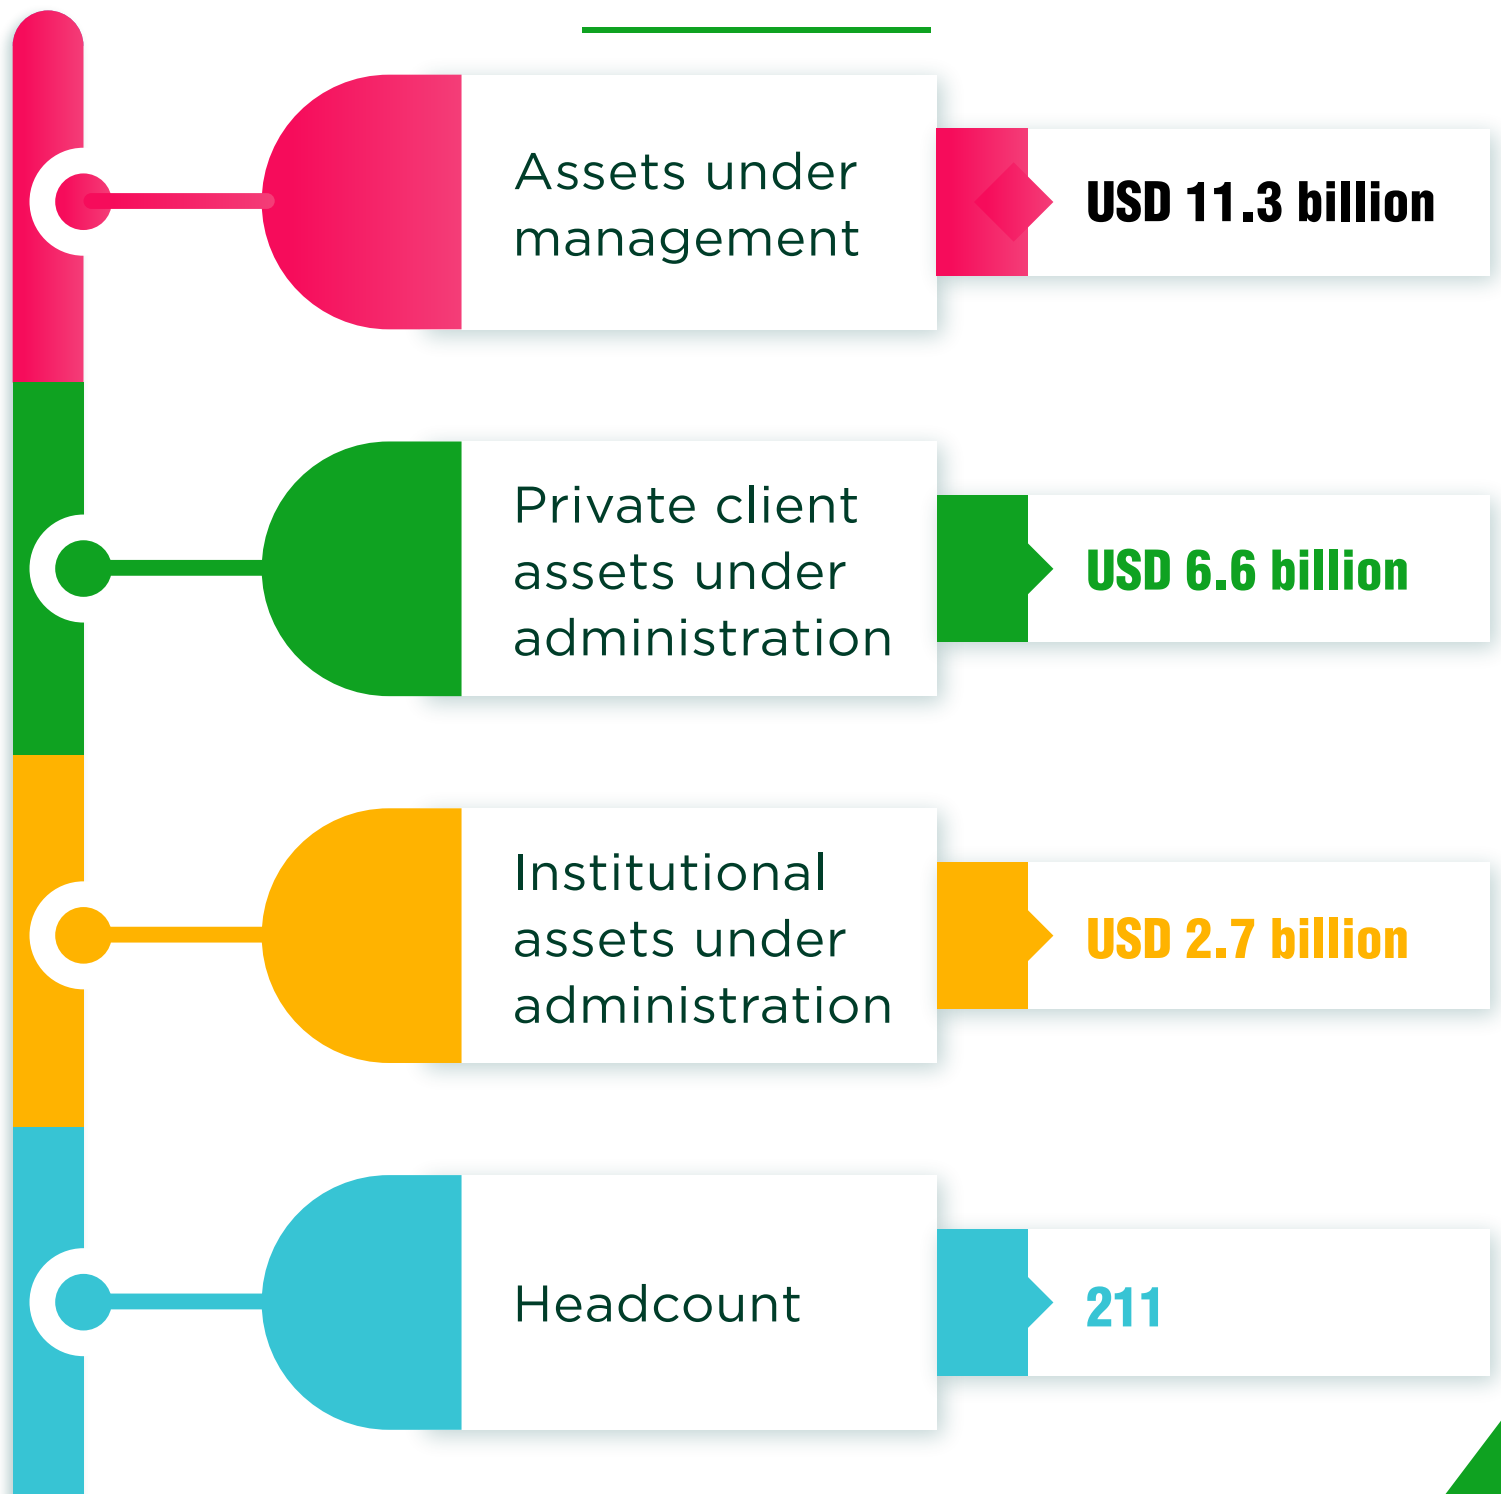 Assets under
management
USD 11.3 billion
Private client
assets under
administration
USD 6.6 billion
Institutional
assets under
administration
USD 2.7 billion
Headcount
211